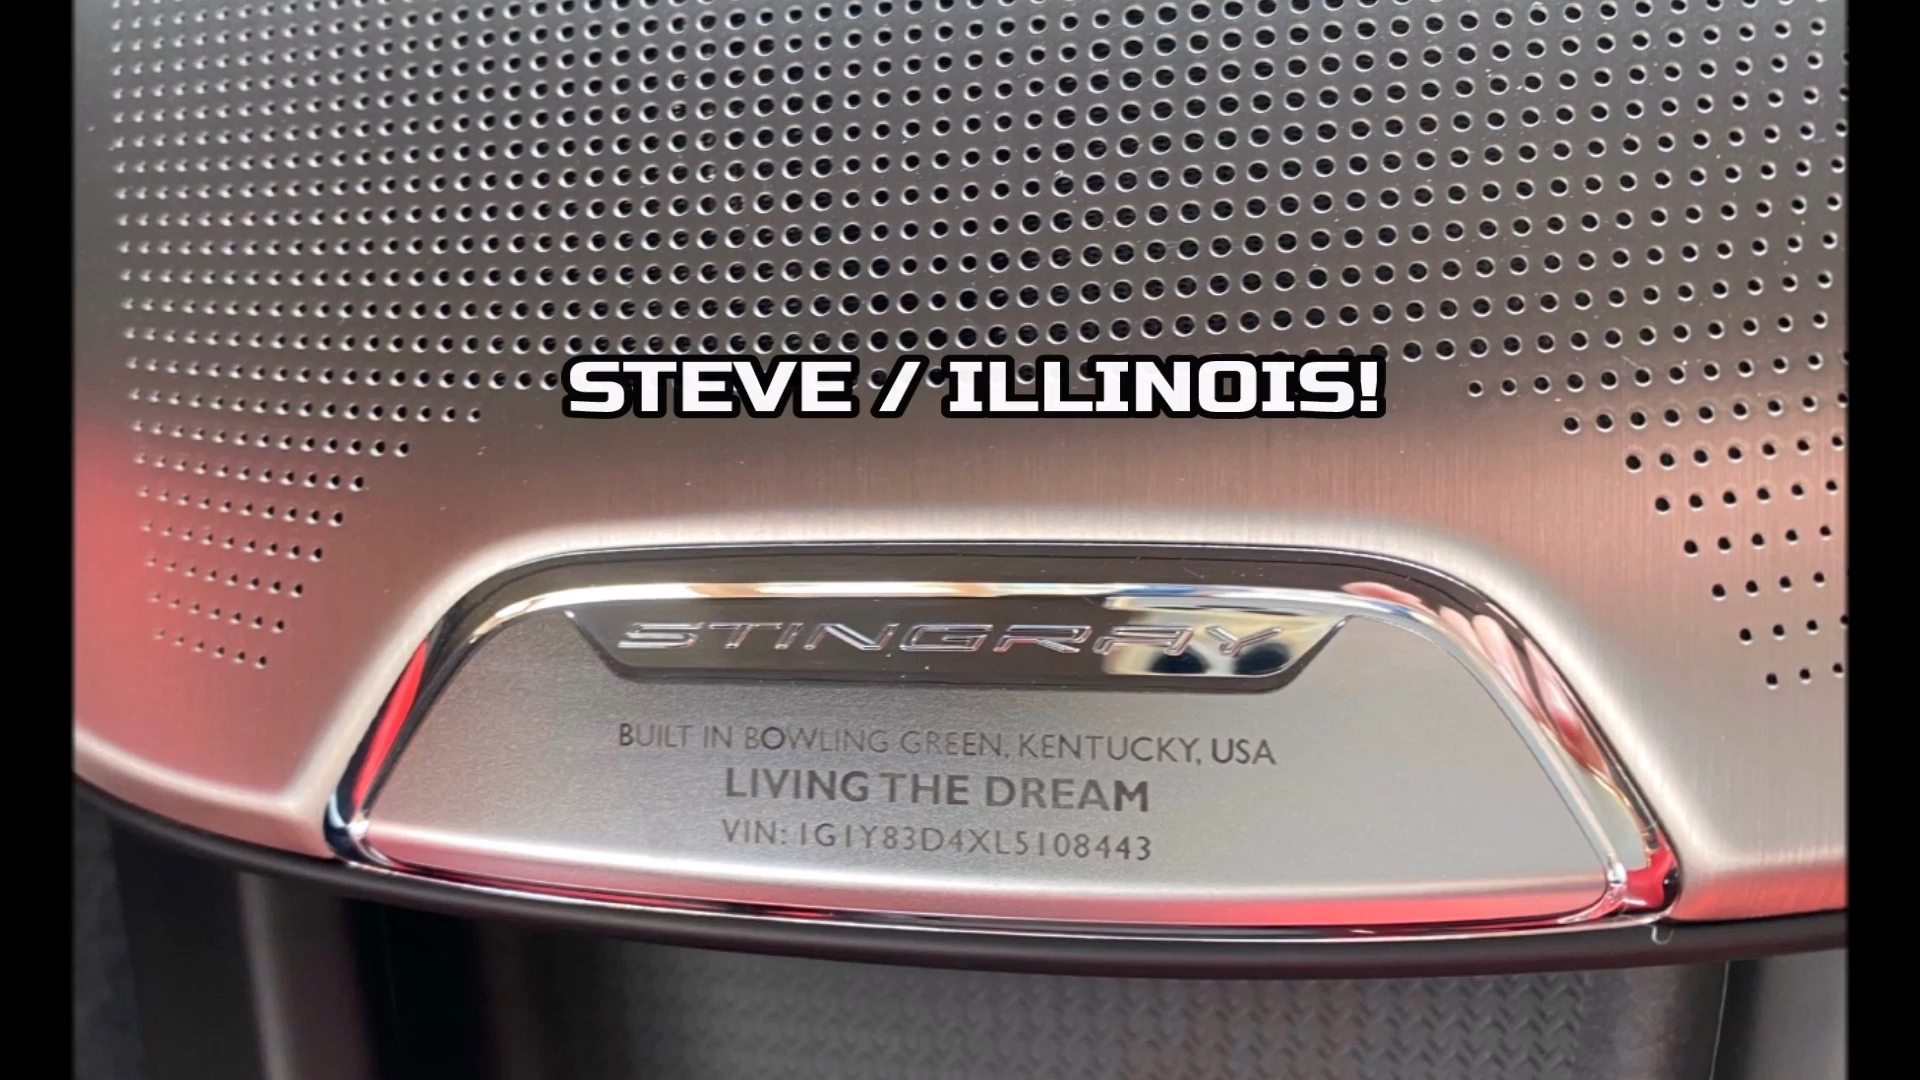 STEVE / ILLINOIS!
STINGRAY
BUILT IN BOWLING GREEN, KENTUCKY, USA
LIVING THE DREAM
VIN: 1G1Y83D4XL5108443